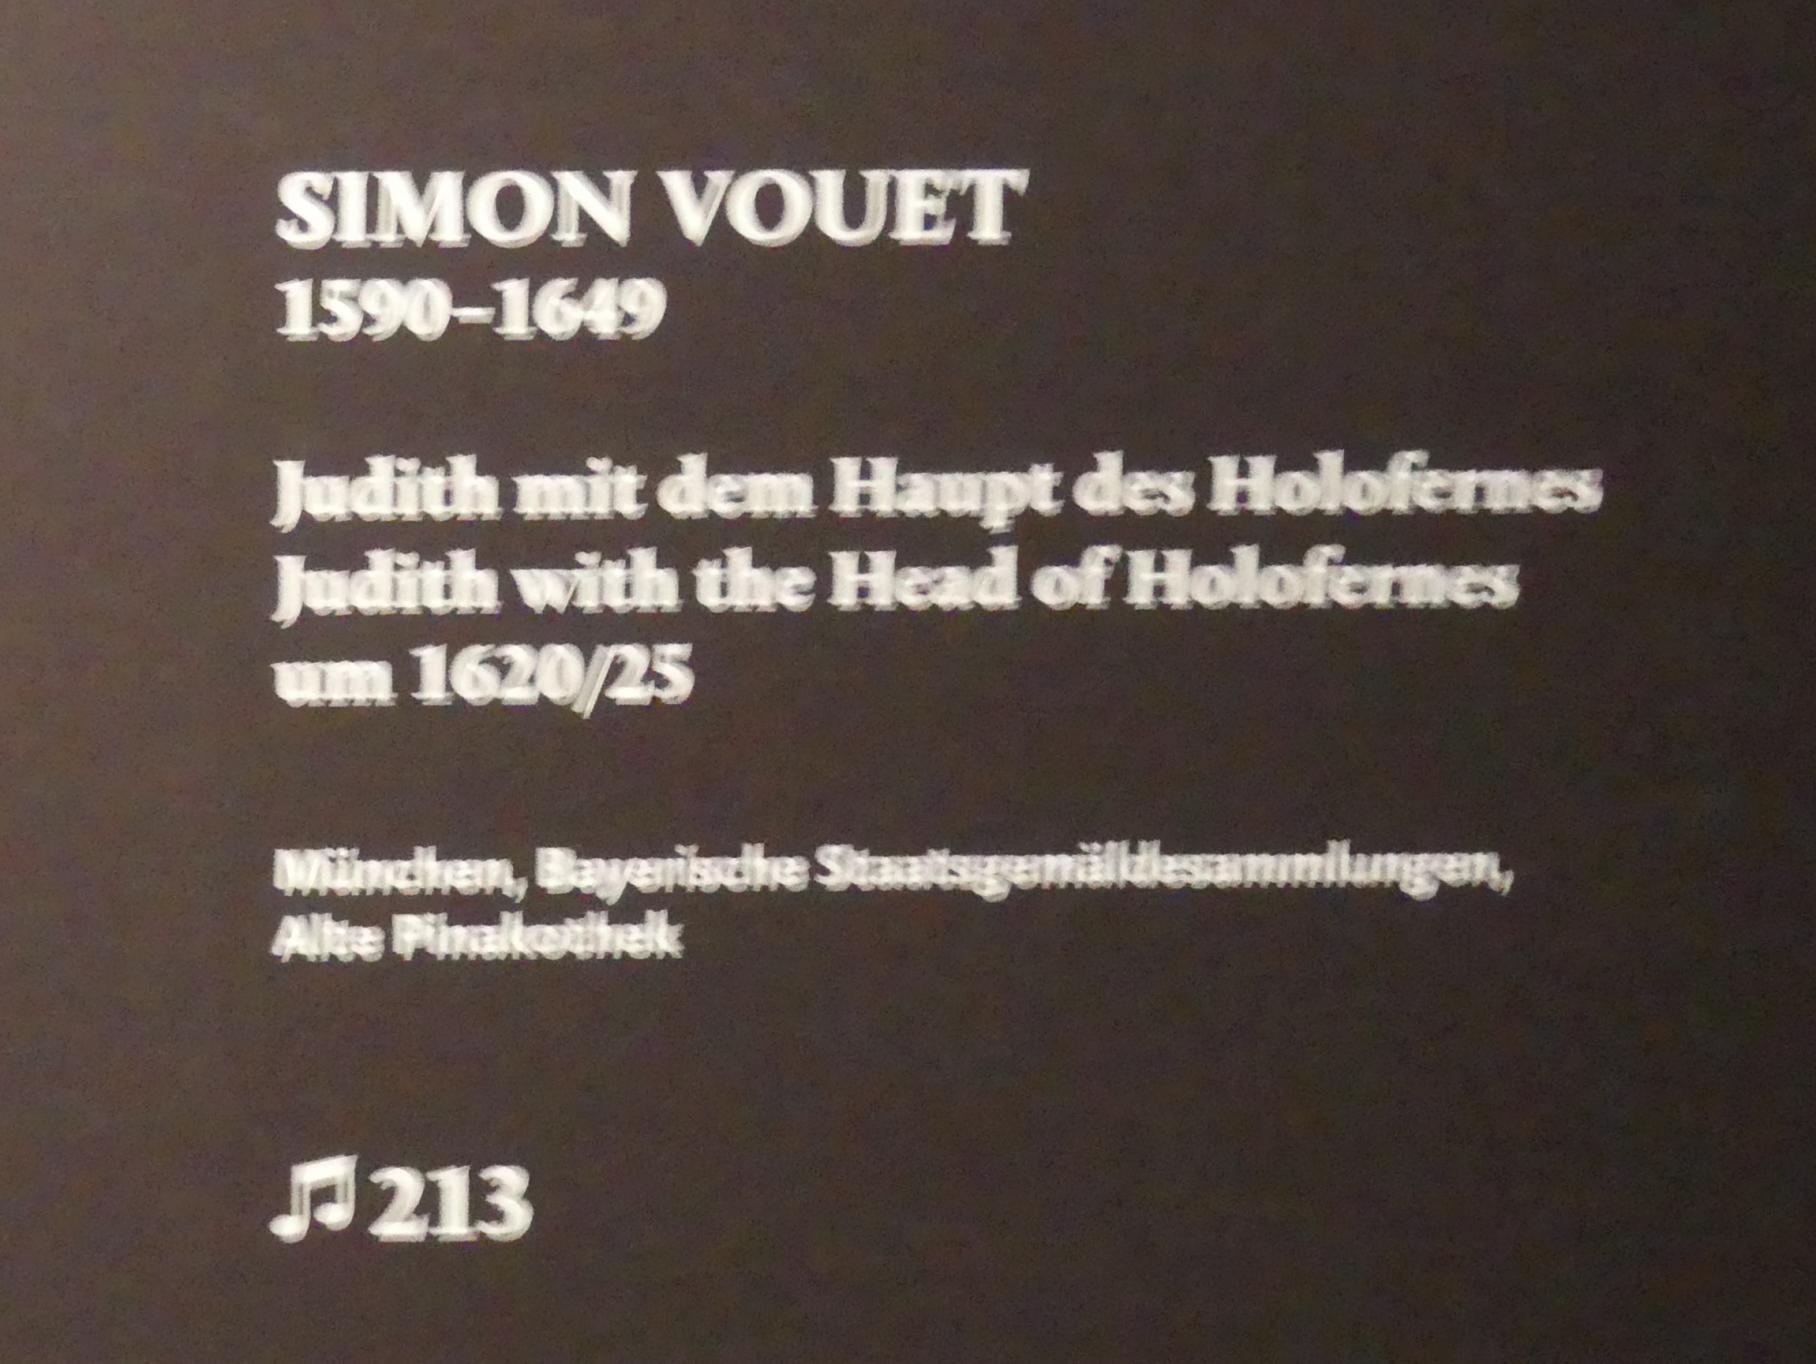 SIMON VOUET
1590–1649
Judith mit dem Haupt des Holofernes
Judith with the Head of Holofernes
um 1620/25
München, Bayerische Staatsgemäldesammlungen,
Alte Pinakothek
♫ 213